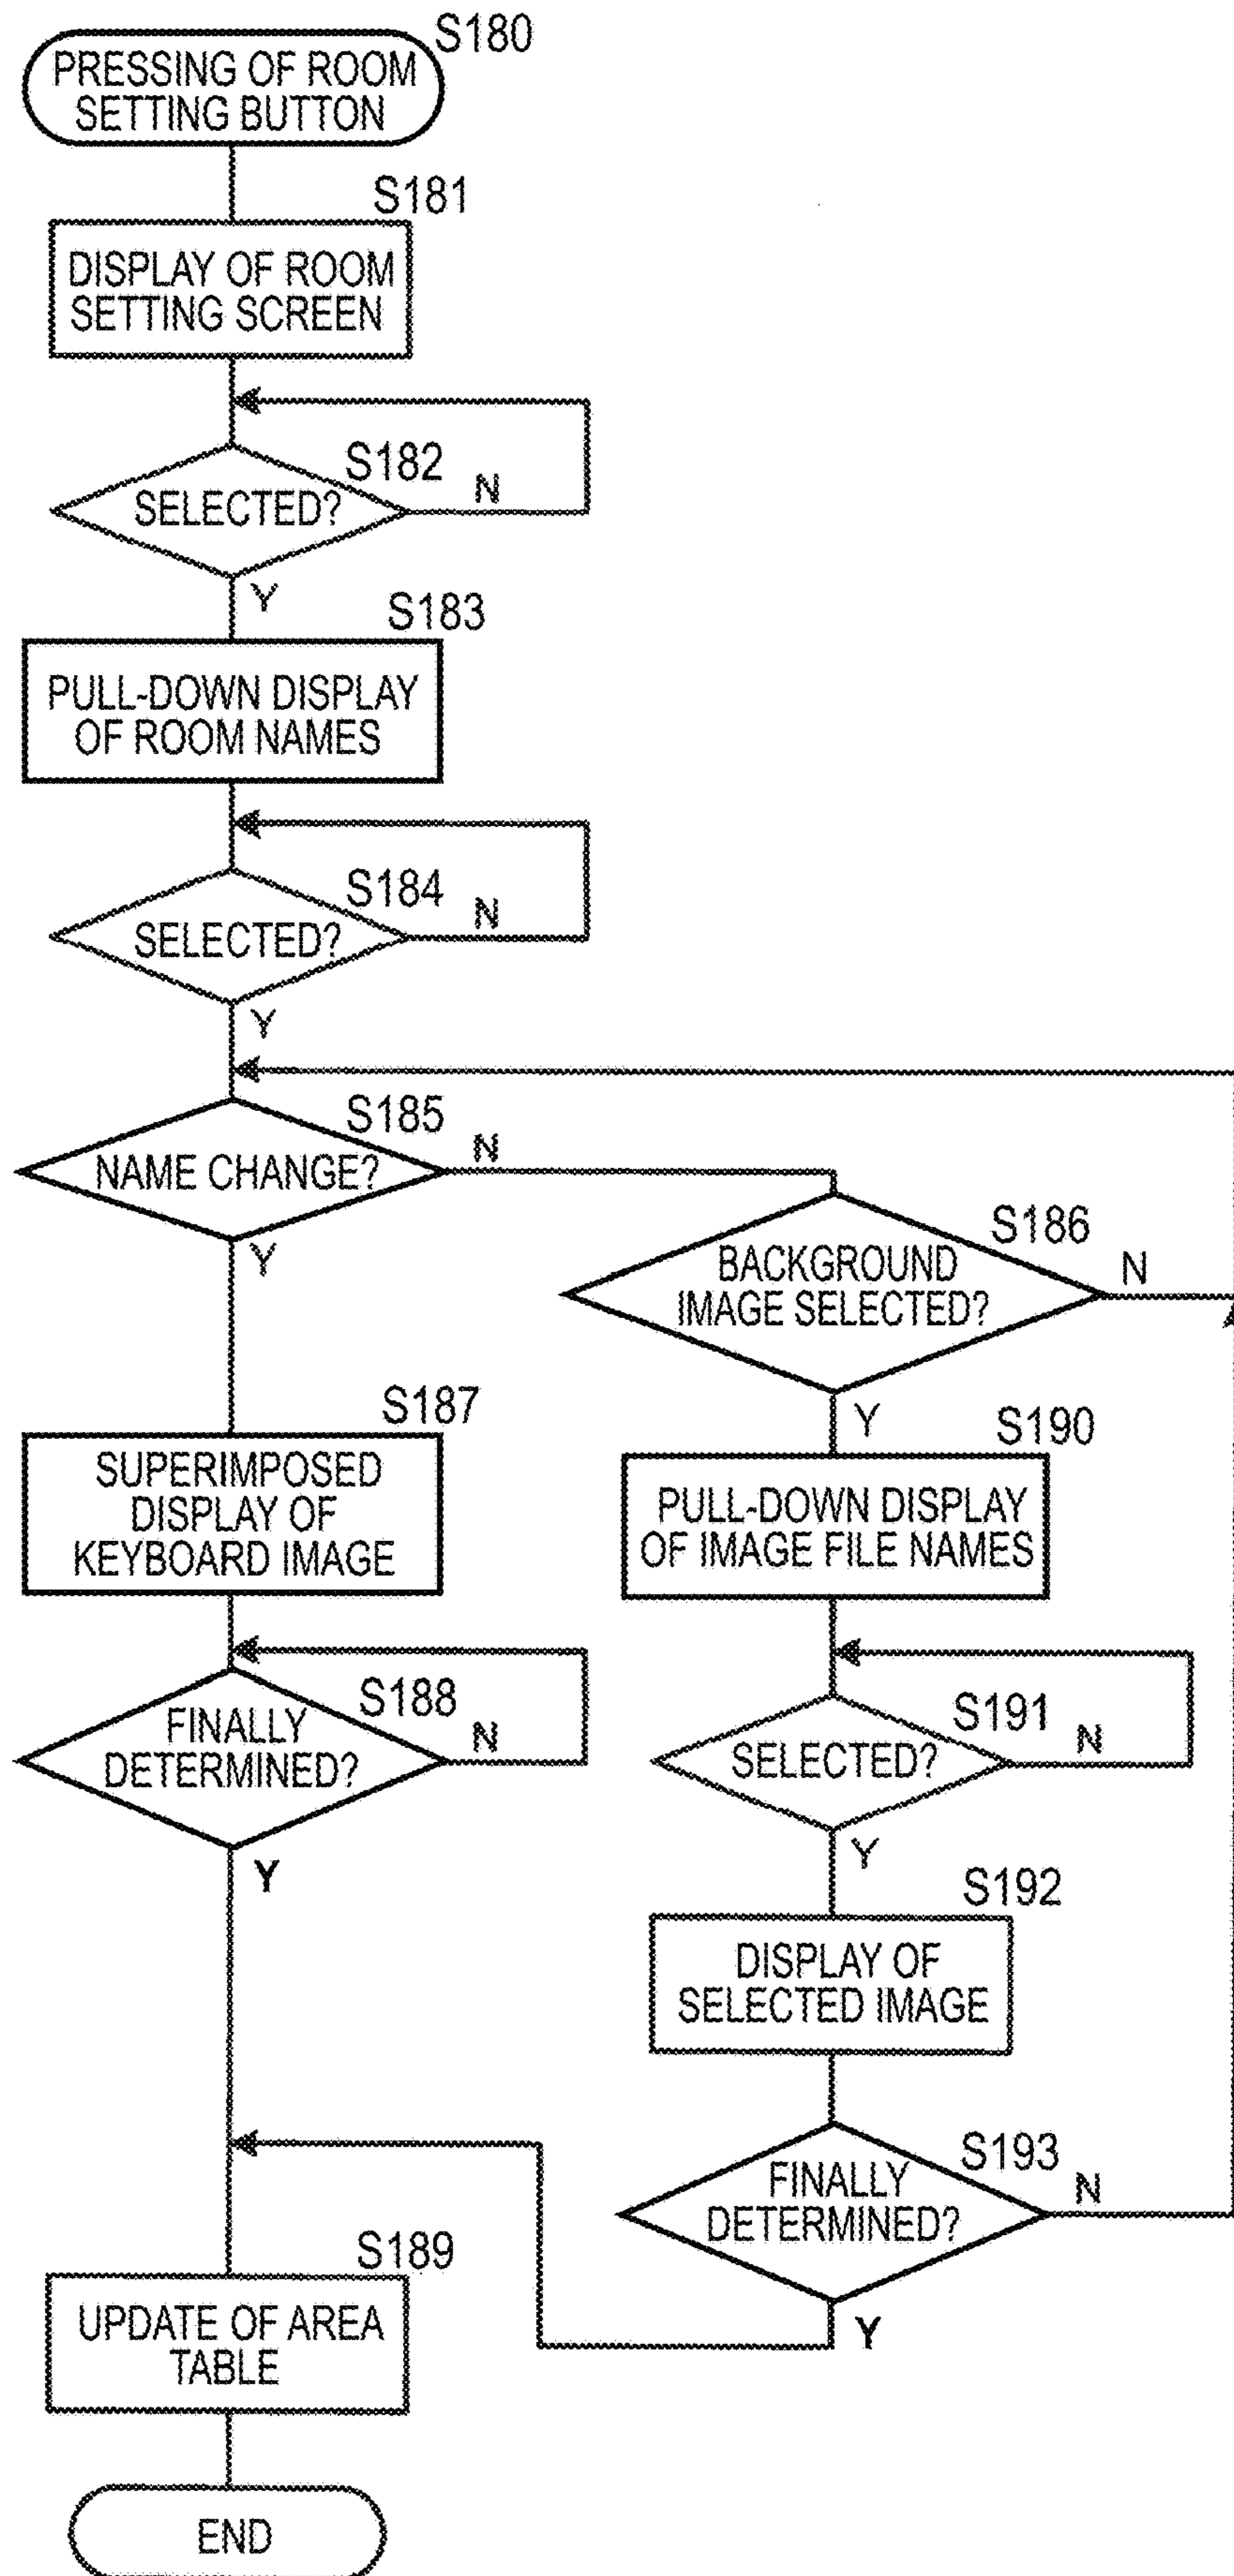 S180
PRESSING OF ROOM
SETTING BUTTON
S181
DISPLAY OF ROOM
SETTING SCREEN
S182
SELECTED?
N
Y
S183
PULL-DOWN DISPLAY
OF ROOM NAMES
S184
SELECTED?
N
Y
S185
NAME CHANGE?
N
Y
S186
BACKGROUND
IMAGE SELECTED?
N
Y
S187
SUPERIMPOSED
DISPLAY OF
KEYBOARD IMAGE
S190
PULL-DOWN DISPLAY
OF IMAGE FILE NAMES
S188
FINALLY
DETERMINED?
N
Y
S191
SELECTED?
N
Y
S192
DISPLAY OF
SELECTED IMAGE
S193
FINALLY
DETERMINED?
N
Y
S189
UPDATE OF AREA
TABLE
END